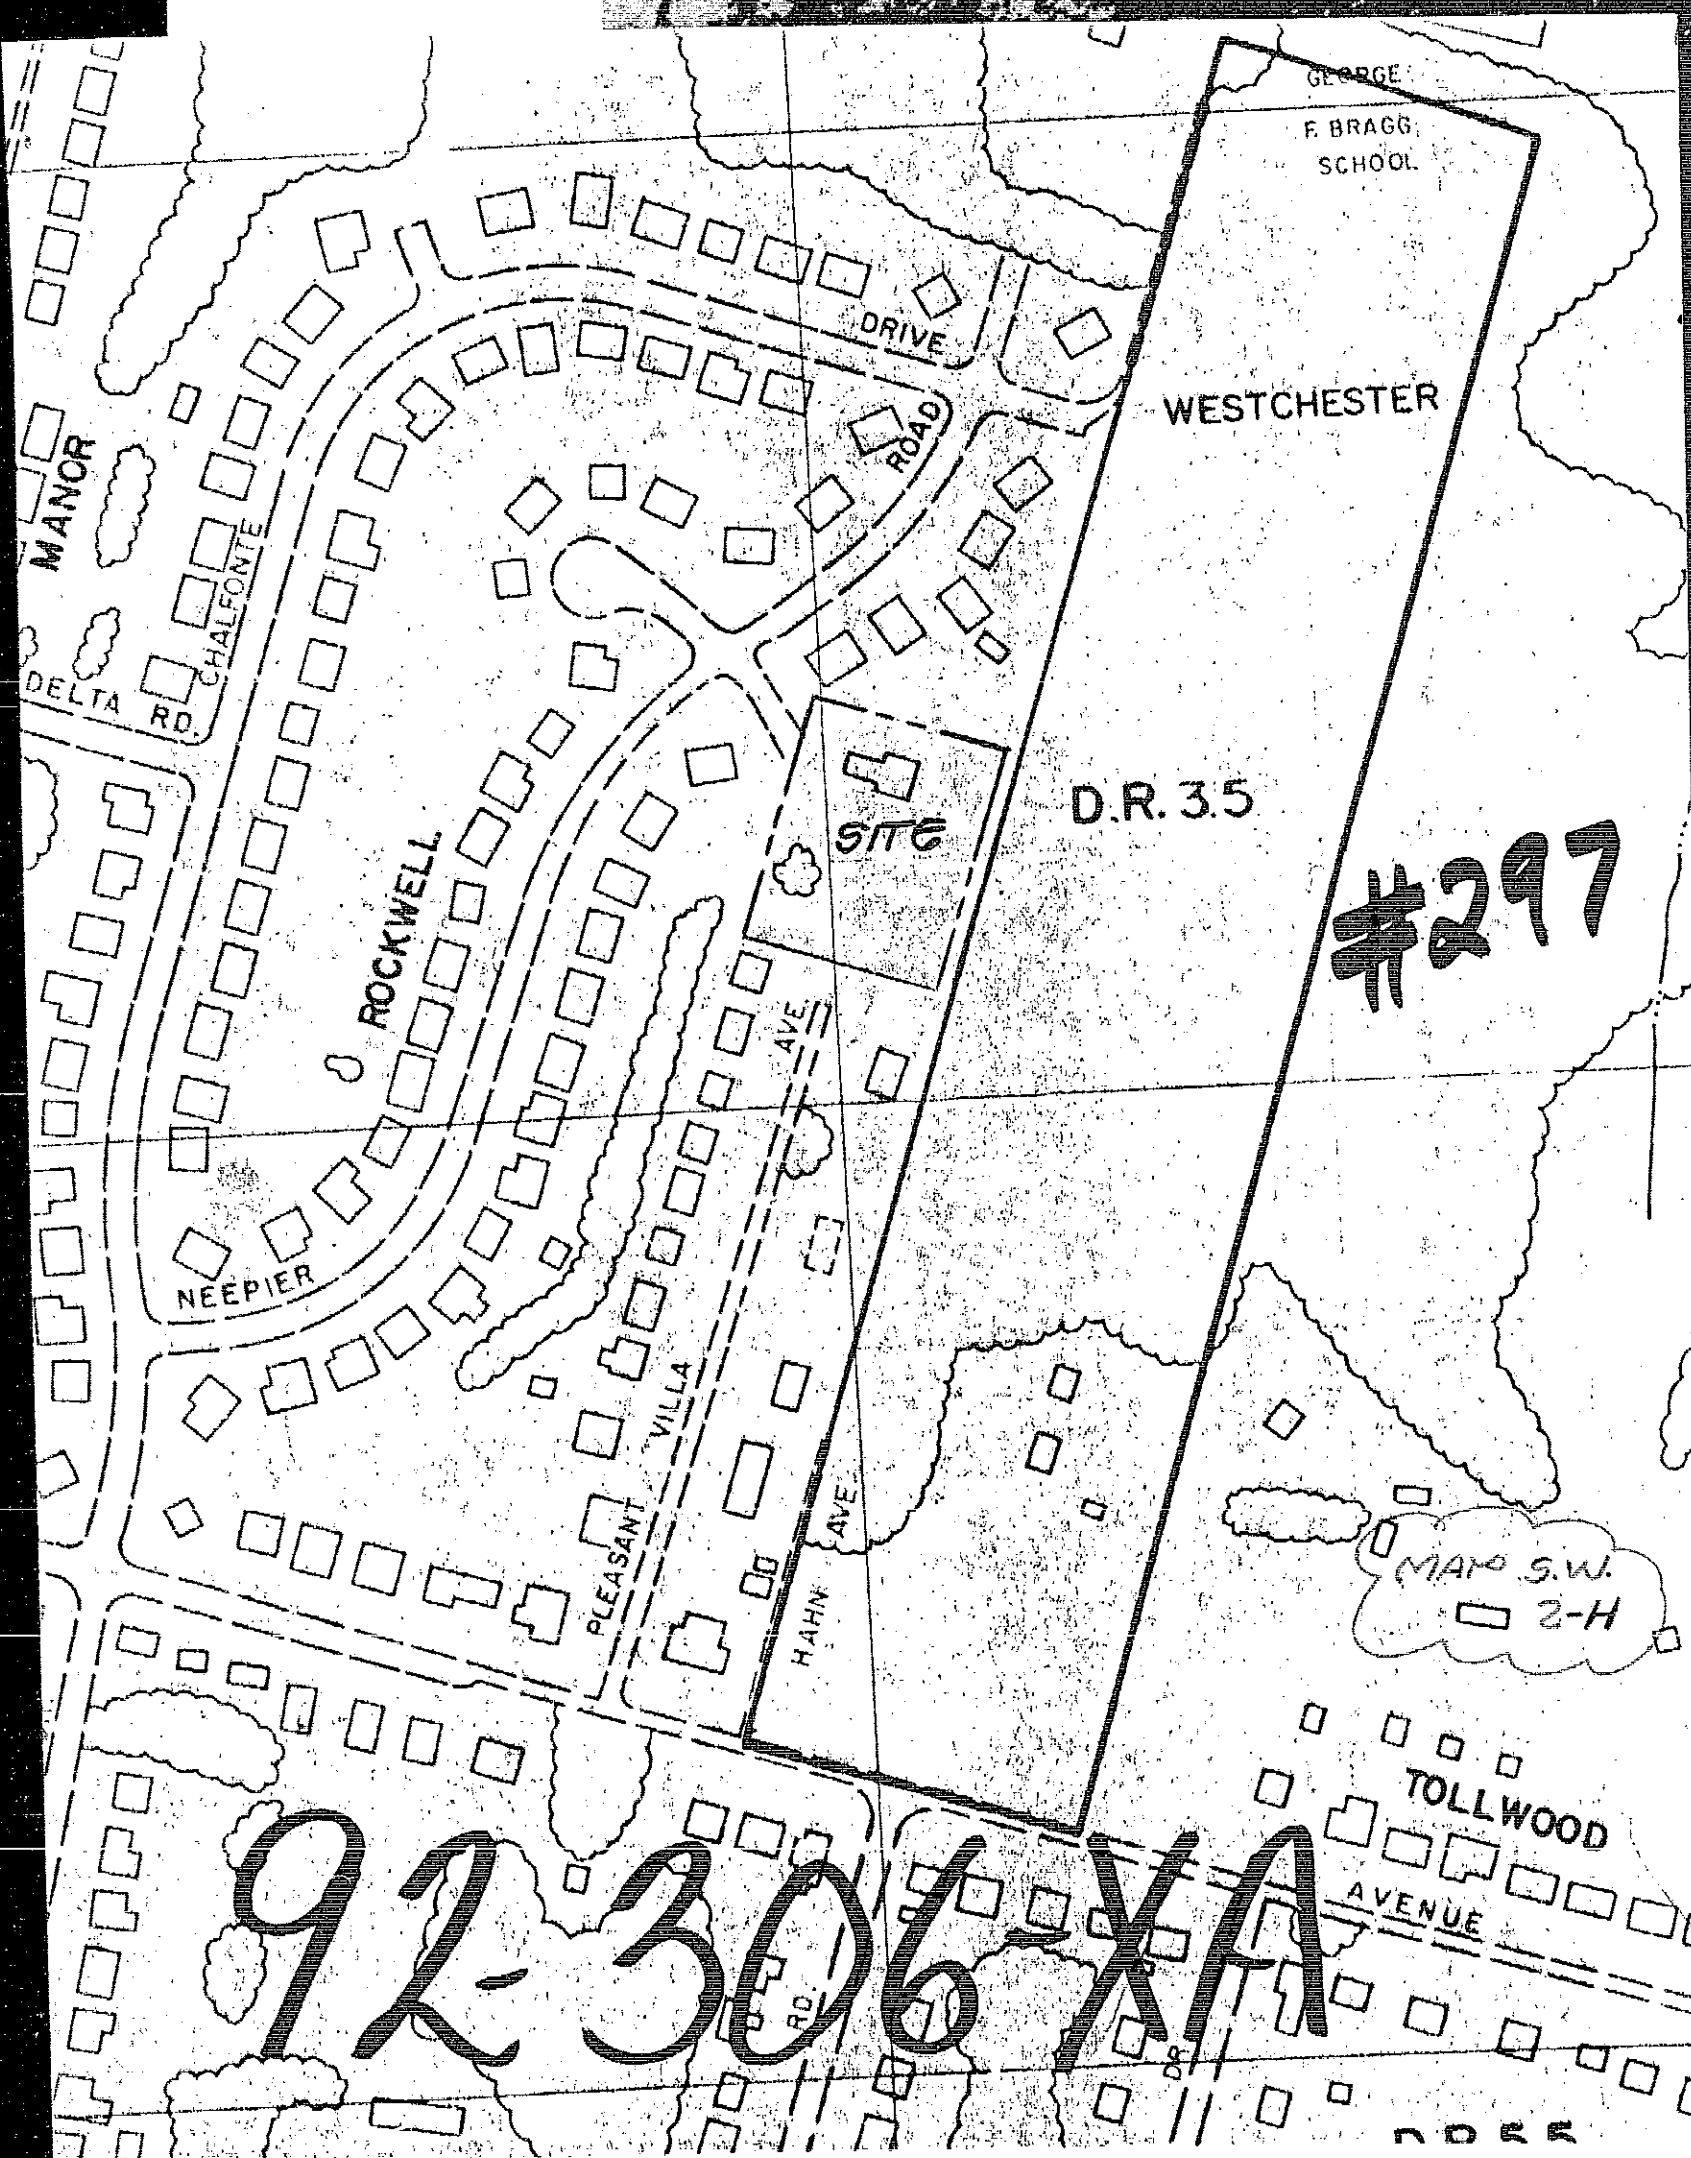 GEORGE
F. BRAGG
SCHOOL
DRIVE
WESTCHESTER
ROAD
MANOR
CHALFONTE
DELTA RD.
SITE
D.R. 3.5
#297
ROCKWELL
AVE.
NEEPIER
VILLA
PLEASANT
AVE.
HAHN
MAP S.W.
2-H
TOLLWOOD
AVENUE
92-306-XA
RD.